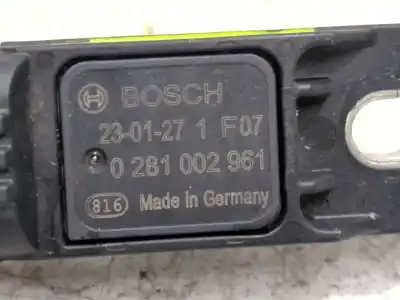 BOSCH
23-01-27 1 F07
0 281 002 961
816 Made in Germany